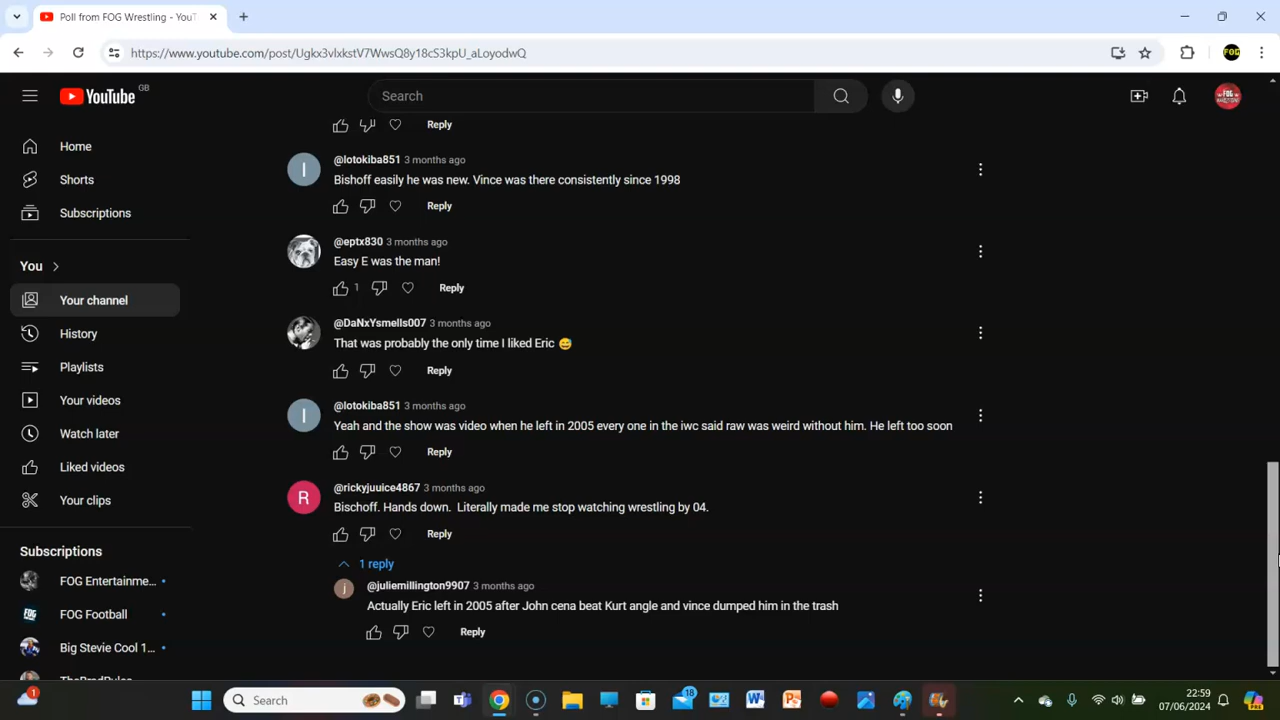 Poll from FOG Wrestling - YouT
https://www.youtube.com/post/Ugkx3vlxkstV7WwsQ8y18cS3kpU_aLoyodwQ
FOG
YouTube GB
Search
Home
Shorts
Subscriptions
You
Your channel
History
Playlists
Your videos
Watch later
Liked videos
Your clips
Subscriptions
FOG Entertainme...
FOG Football
Big Stevie Cool 1...
Reply
@lotokiba851 3 months ago
Bishoff easily he was new. Vince was there consistently since 1998
Reply
@eptx830 3 months ago
Easy E was the man!
1 Reply
@DaNxYsmells007 3 months ago
That was probably the only time I liked Eric 😅
Reply
@lotokiba851 3 months ago
Yeah and the show was video when he left in 2005 every one in the iwc said raw was weird without him. He left too soon
Reply
R
@rickyjuuice4867 3 months ago
Bischoff. Hands down. Literally made me stop watching wrestling by 04.
Reply
1 reply
j
@juliemillington9907 3 months ago
Actually Eric left in 2005 after John cena beat Kurt angle and vince dumped him in the trash
Reply
1
Search
18
22:59
07/06/2024